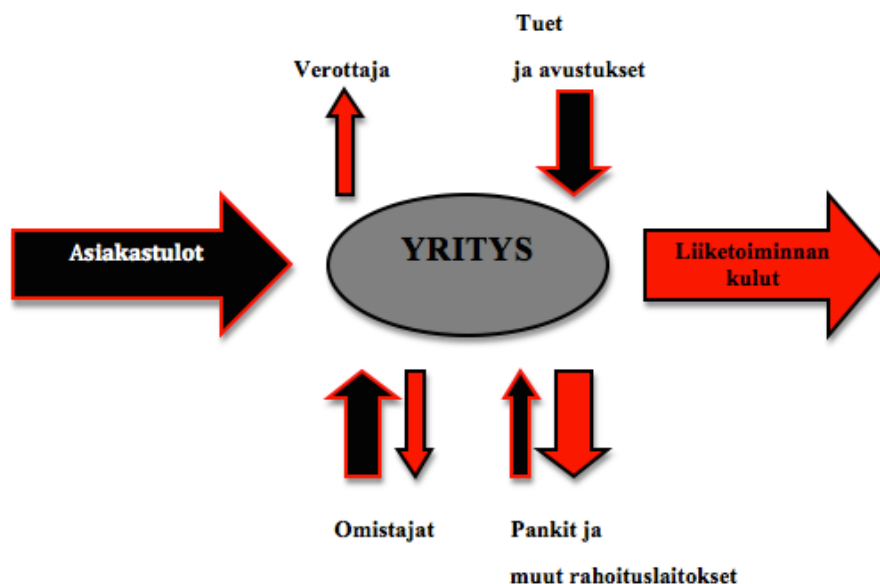 Tuet
Verottaja
ja avustukset
Asiakastulot
YRITYS
Liiketoiminnan
kulut
Omistajat
Pankit ja
muut rahoituslaitokset